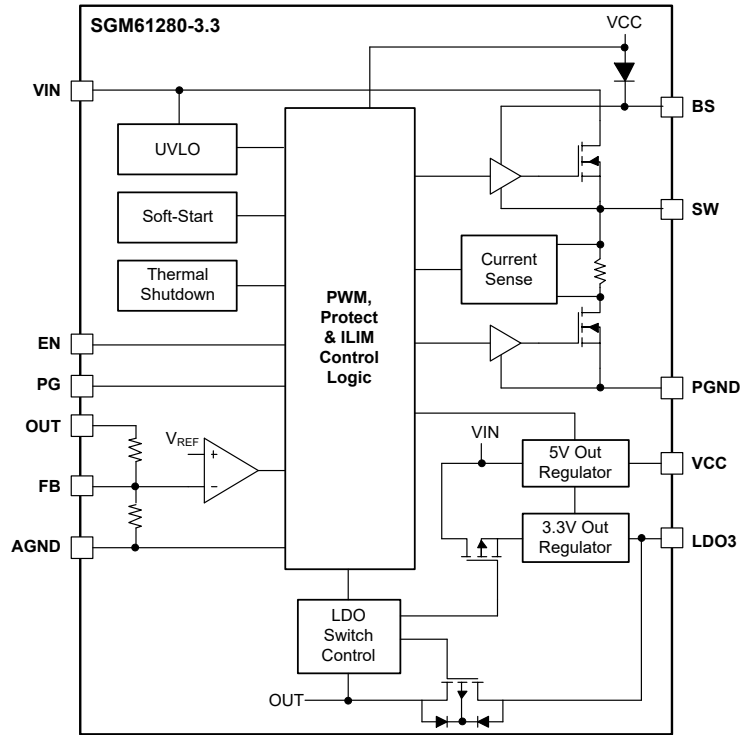 SGM61280-3.3
VCC
VIN
BS
UVLO
Soft-Start
SW
Thermal
Shutdown
Current
Sense
PWM,
Protect
& ILIM
Control
Logic
EN
PG
PGND
OUT
VREF
+
-
FB
AGND
VIN
5V Out
Regulator
VCC
3.3V Out
Regulator
LDO3
LDO
Switch
Control
OUT